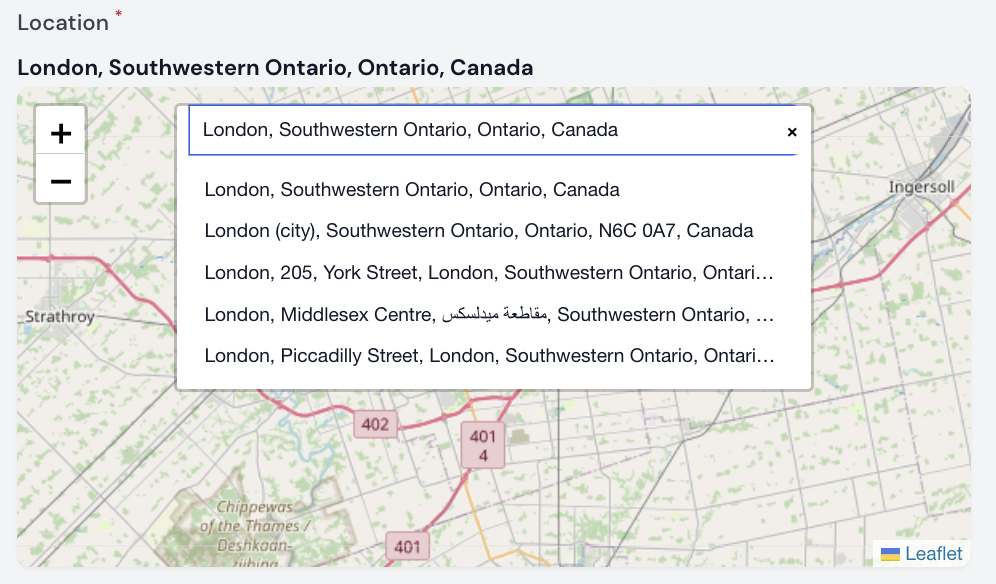 Location *
London, Southwestern Ontario, Ontario, Canada
+
London, Southwestern Ontario, Ontario, Canada ×
−
London, Southwestern Ontario, Ontario, Canada
London (city), Southwestern Ontario, Ontario, N6C 0A7, Canada
London, 205, York Street, London, Southwestern Ontario, Ontari…
London, Middlesex Centre, مقاطعة ميدلسكس, Southwestern Ontario, …
London, Piccadilly Street, London, Southwestern Ontario, Ontari…
Ingersoll
Strathroy
402
401
4
Chippewas
of the Thames /
Deshkaan-
ziibing
401
Leaflet